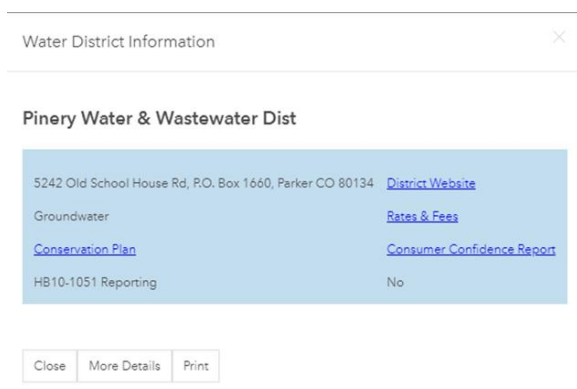 Water District Information
Pinery Water & Wastewater Dist
5242 Old School House Rd, P.O. Box 1660, Parker CO 80134 District Website
Groundwater Rates & Fees
Conservation Plan Consumer Confidence Report
HB10-1051 Reporting No
Close More Details Print